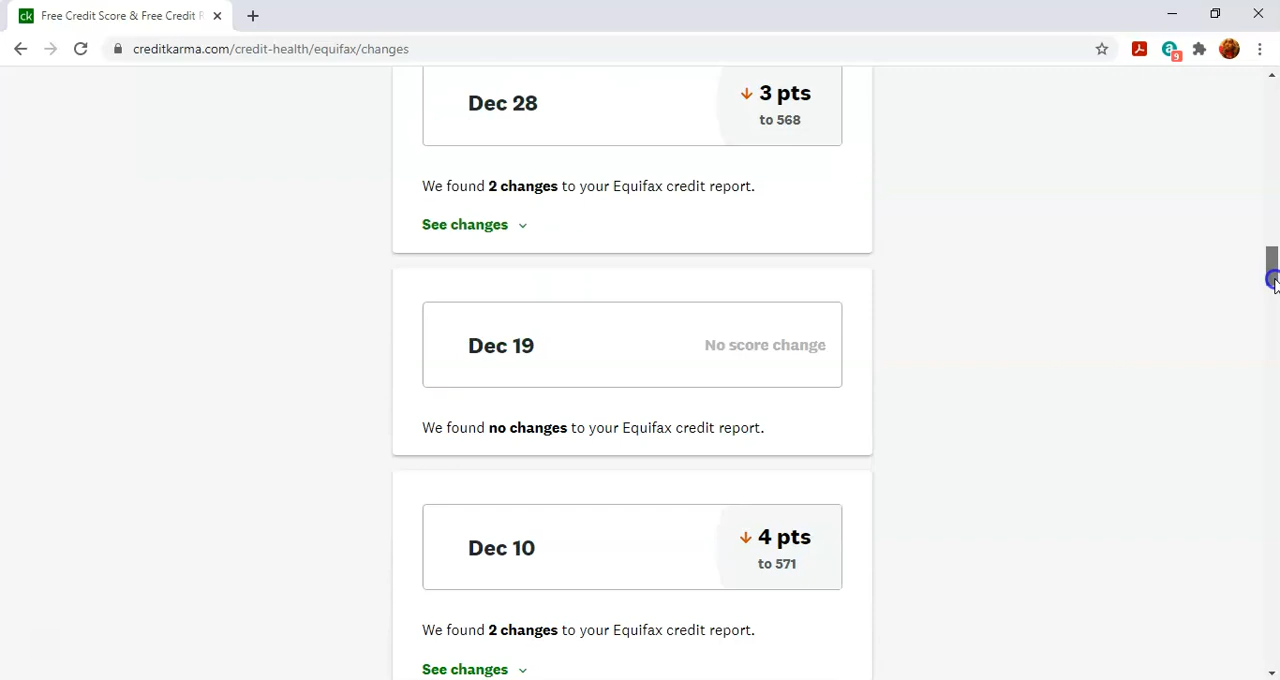 ck Free Credit Score & Free Credit R
creditkarma.com/credit-health/equifax/changes
a 9
Dec 28
3 pts
to 568
We found 2 changes to your Equifax credit report.
See changes
Dec 19
No score change
We found no changes to your Equifax credit report.
Dec 10
4 pts
to 571
We found 2 changes to your Equifax credit report.
See changes